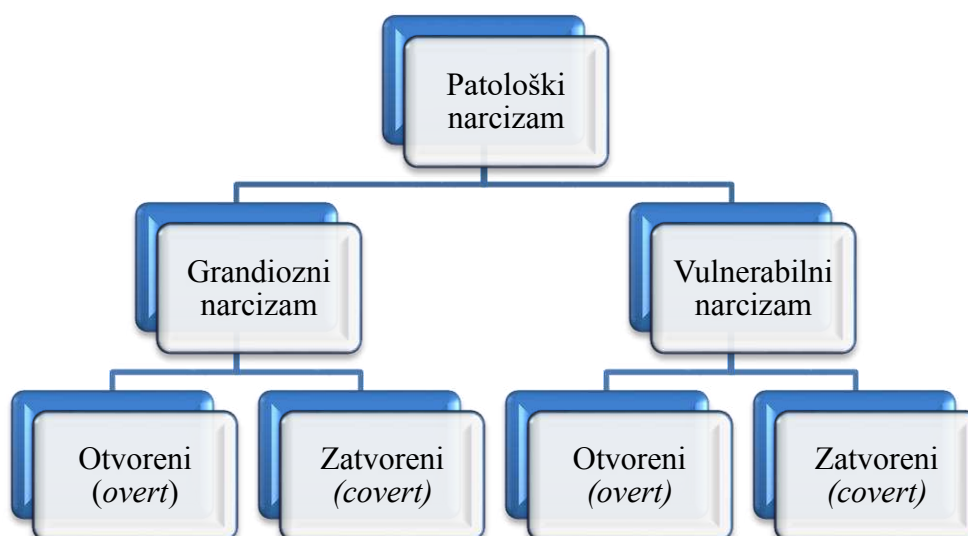 Patološki
narcizam
Grandiozni
narcizam
Vulnerabilni
narcizam
Otvoreni
(overt)
Zatvoreni
(covert)
Otvoreni
(overt)
Zatvoreni
(covert)